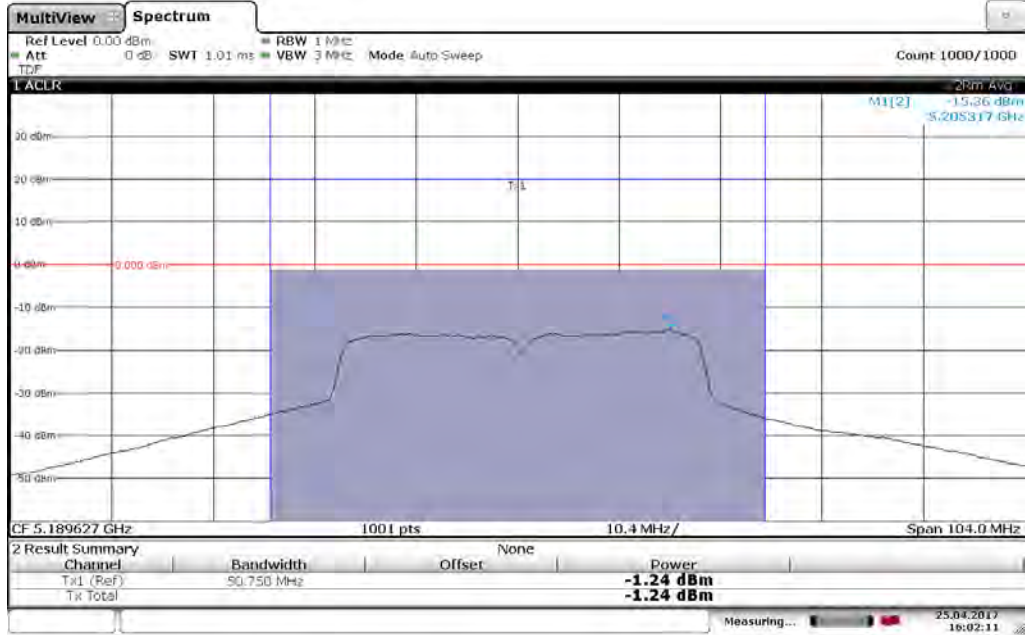 MultiView Spectrum
Ref Level 0.00 dBm RBW 1 MHz
Att 0 dB SWT 1.01 ms VBW 3 MHz Mode Auto Sweep Count 1000/1000
TDF
1 ACLR 2Rm Avg
M1[2] -15.36 dBm
5.205317 GHz
30 dBm
20 dBm
Tx1
10 dBm
0 dBm 0.000 dBm
-10 dBm
-20 dBm
-30 dBm
-40 dBm
-50 dBm
CF 5.189627 GHz 1001 pts 10.4 MHz/ Span 104.0 MHz
2 Result Summary None
Channel Bandwidth Offset Power
Tx1 (Ref) 50.750 MHz -1.24 dBm
Tx Total -1.24 dBm
Measuring... 25.04.2017
16:02:11